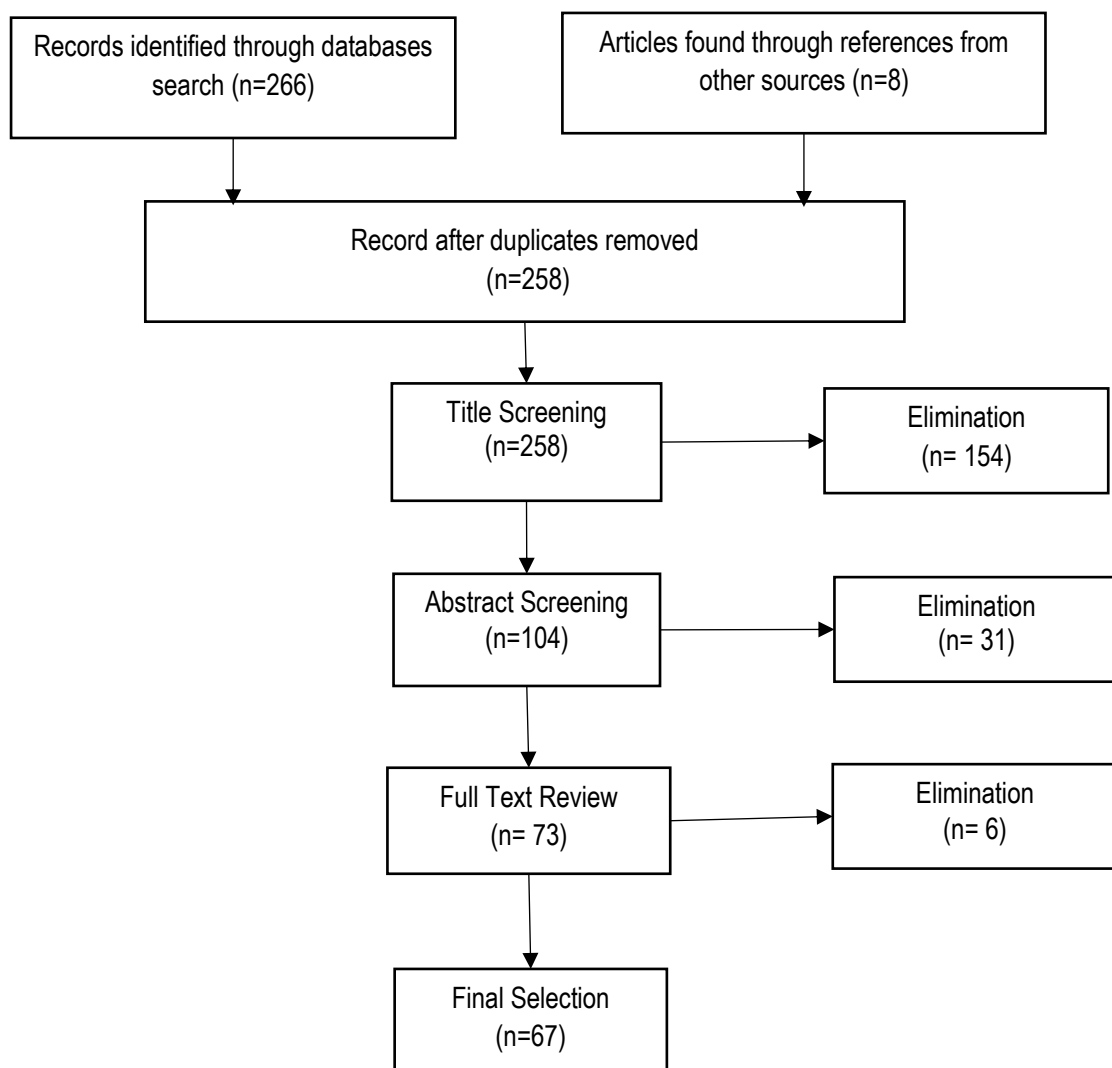 Records identified through databases
search (n=266)
Articles found through references from
other sources (n=8)
Record after duplicates removed
(n=258)
Title Screening
(n=258)
Elimination
(n= 154)
Abstract Screening
(n=104)
Elimination
(n= 31)
Full Text Review
(n= 73)
Elimination
(n= 6)
Final Selection
(n=67)